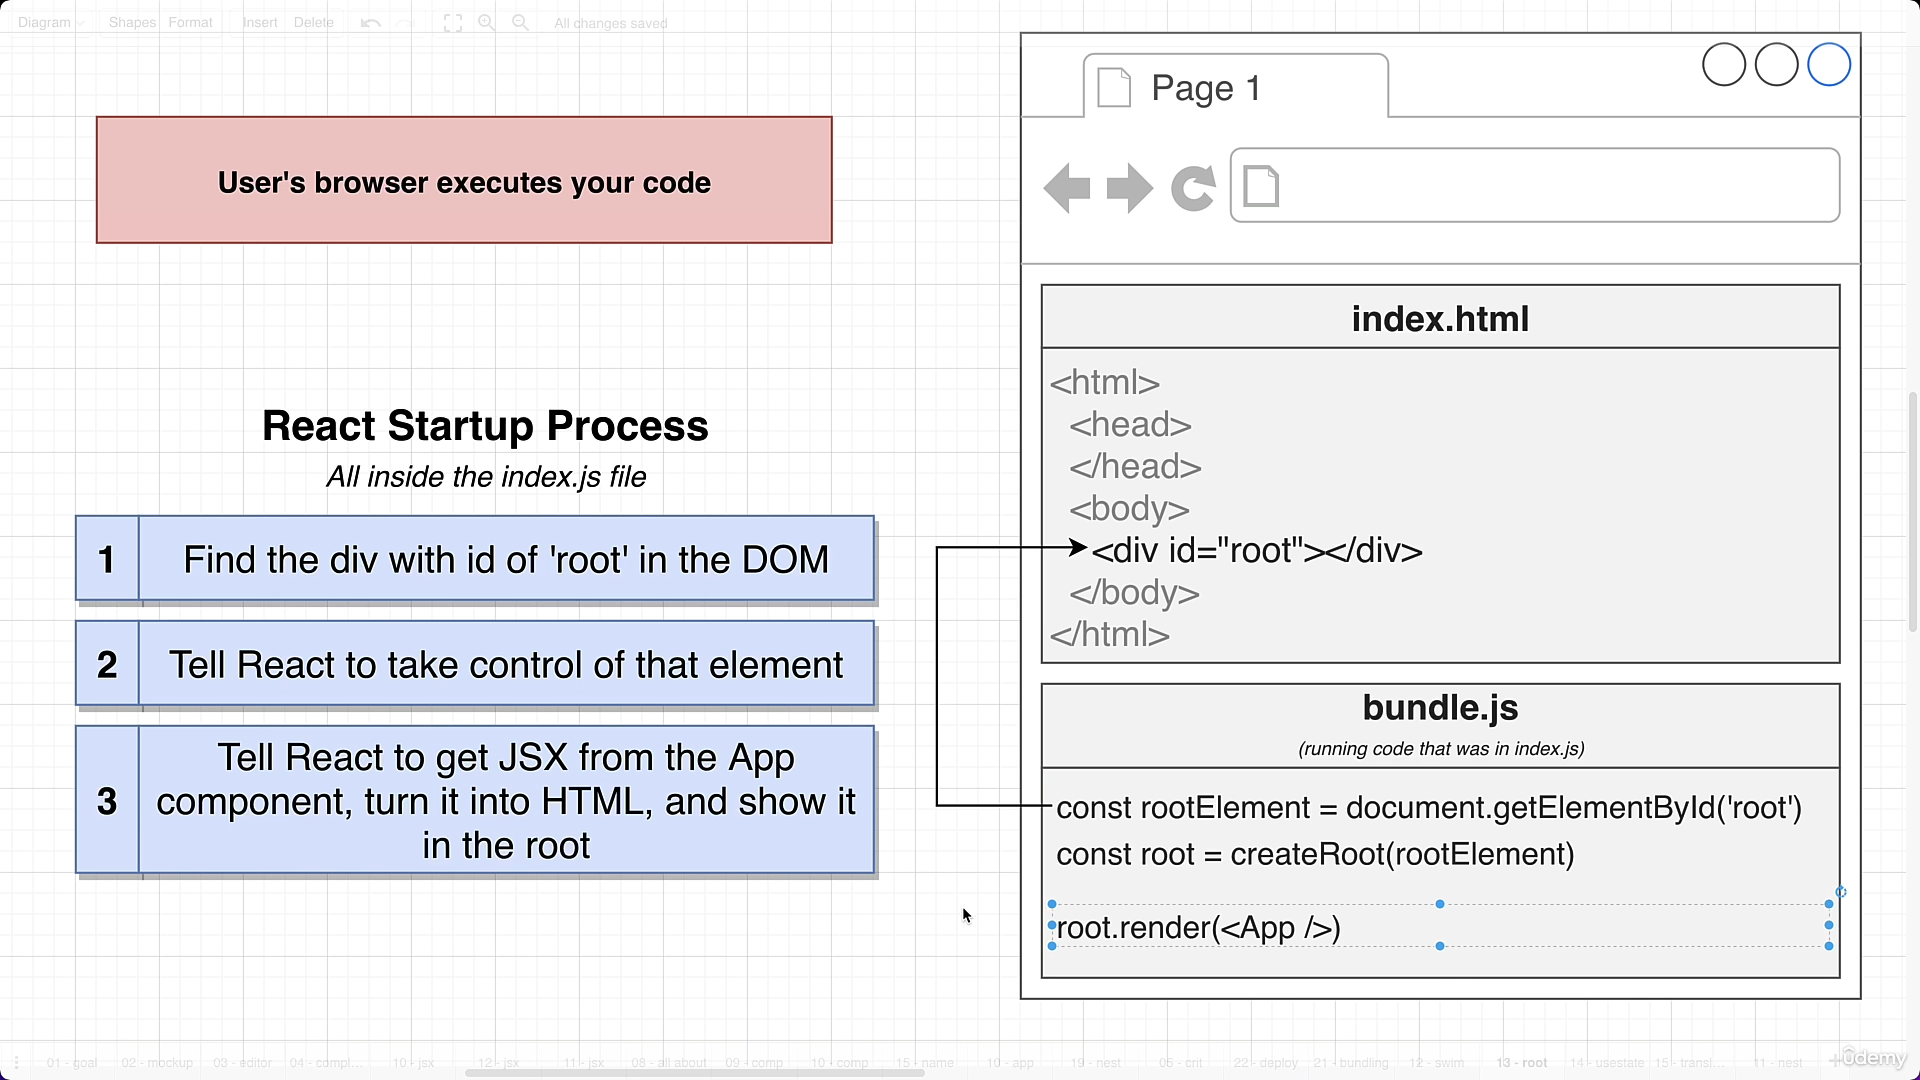 Diagram Shapes Format Insert Delete All changes saved
User's browser executes your code
React Startup Process
All inside the index.js file
1 Find the div with id of 'root' in the DOM
2 Tell React to take control of that element
3 Tell React to get JSX from the App
component, turn it into HTML, and show it
in the root
Page 1
index.html
<html>
<head>
</head>
<body>
<div id="root"></div>
</body>
</html>
bundle.js
(running code that was in index.js)
const rootElement = document.getElementById('root')
const root = createRoot(rootElement)
root.render(<App />)
01 - goal 02 - mockup 03 - editor 04 - compl... 10 - jsx 12 - jsx 11 - jsx 08 - all about 09 - comp 10 - comp 15 - name 10 - app 19 - nest 06 - crit 22 - deploy 21 - bundling 12 - swim 13 - root 14 - usestate 15 - transl... 11 - nest
ûdemy